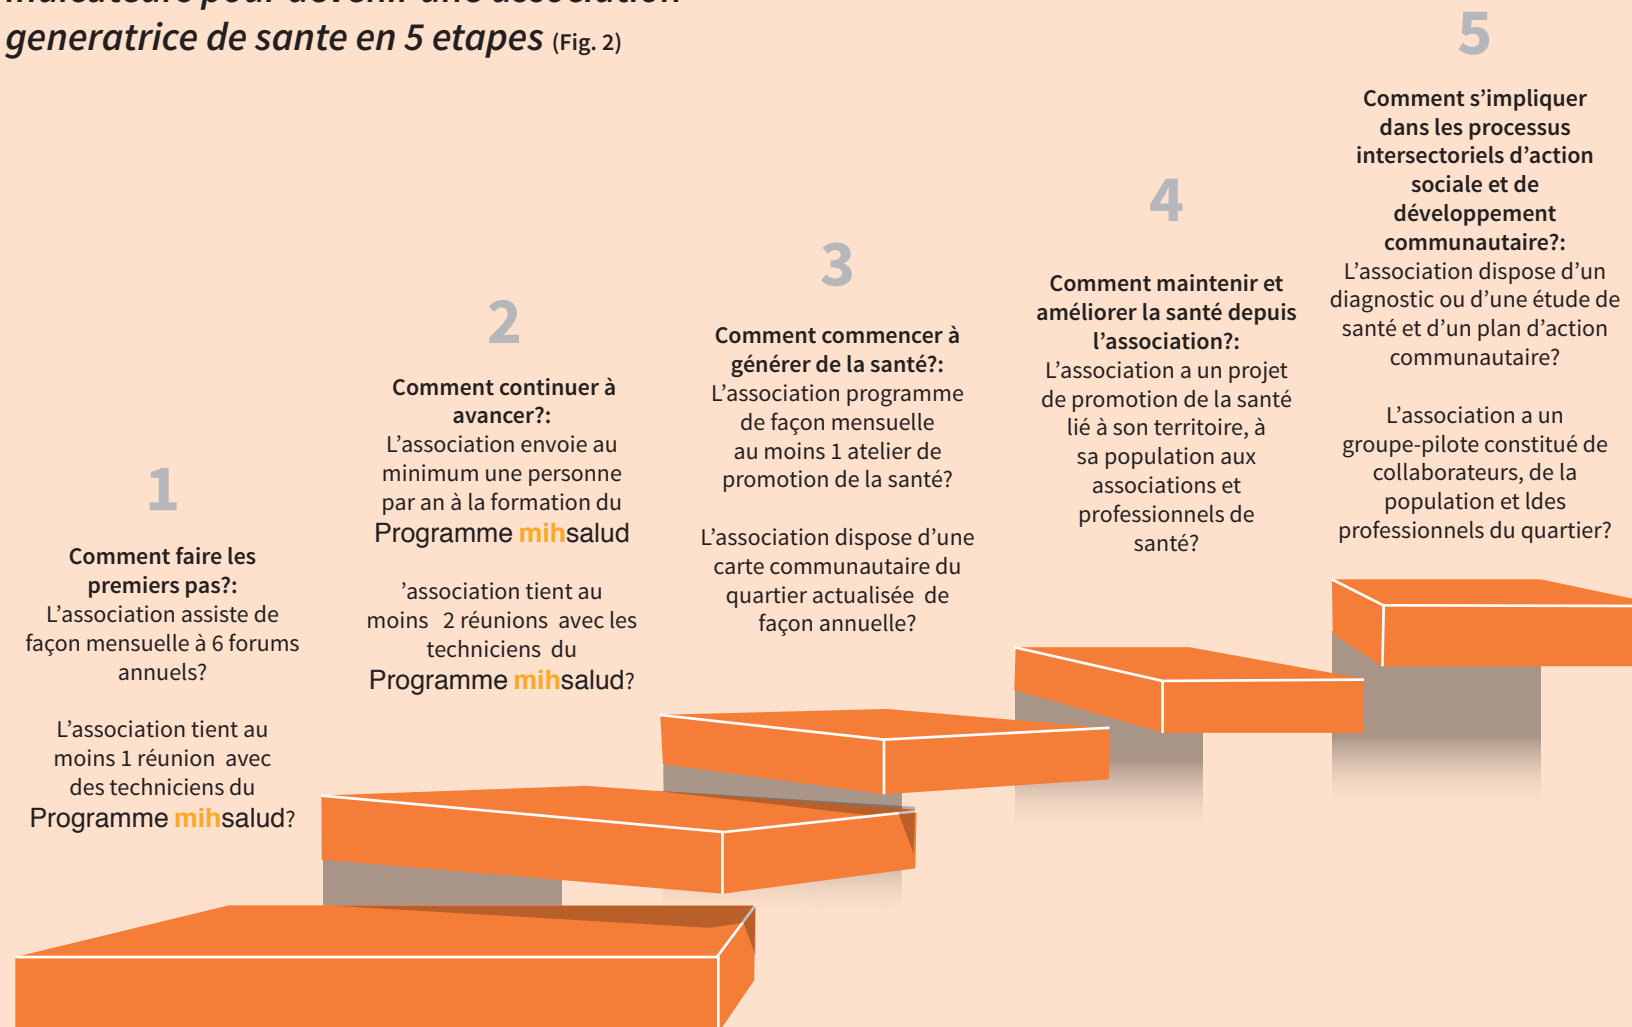 indicateurs pour devenir une association
generatrice de sante en 5 etapes (Fig. 2)
1
Comment faire les
premiers pas?:
L’association assiste de
façon mensuelle à 6 forums
annuels?
L’association tient au
moins 1 réunion avec
des techniciens du
Programme mihsalud?
2
Comment continuer à
avancer?:
L’association envoie au
minimum une personne
par an à la formation du
Programme mihsalud
’association tient au
moins 2 réunions avec les
techniciens du
Programme mihsalud?
3
Comment commencer à
générer de la santé?:
L’association programme
de façon mensuelle
au moins 1 atelier de
promotion de la santé?
L’association dispose d’une
carte communautaire du
quartier actualisée de
façon annuelle?
4
Comment maintenir et
améliorer la santé depuis
l’association?:
L’association a un projet
de promotion de la santé
lié à son territoire, à
sa population aux
associations et
professionnels de
santé?
5
Comment s’impliquer
dans les processus
intersectoriels d’action
sociale et de
développement
communautaire?:
L’association dispose d’un
diagnostic ou d’une étude de
santé et d’un plan d’action
communautaire?
L’association a un
groupe-pilote constitué de
collaborateurs, de la
population et ldes
professionnels du quartier?